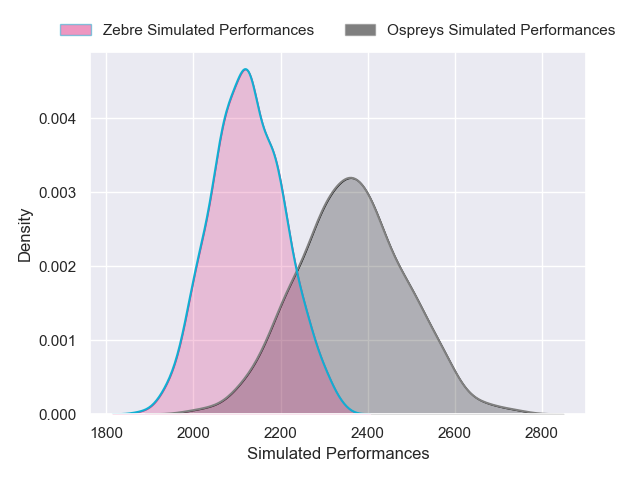 Zebre Simulated Performances Ospreys Simulated Performances
0.004
0.003
0.002
0.001
0.000
Density
1800 2000 2200 2400 2600 2800
Simulated Performances